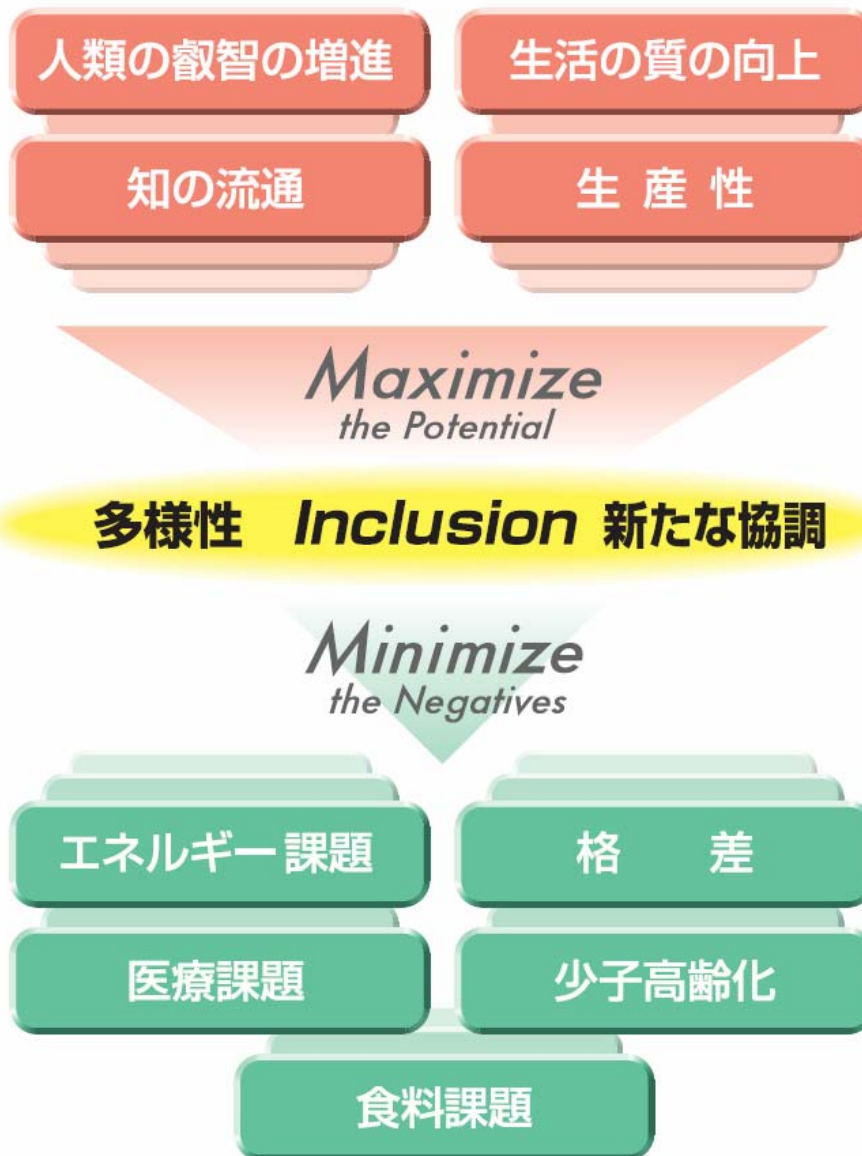 人類の叡智の増進
生活の質の向上
知の流通
生産性
Maximize
the Potential
多様性 Inclusion 新たな協調
Minimize
the Negatives
エネルギー課題
格差
医療課題
少子高齢化
食料課題